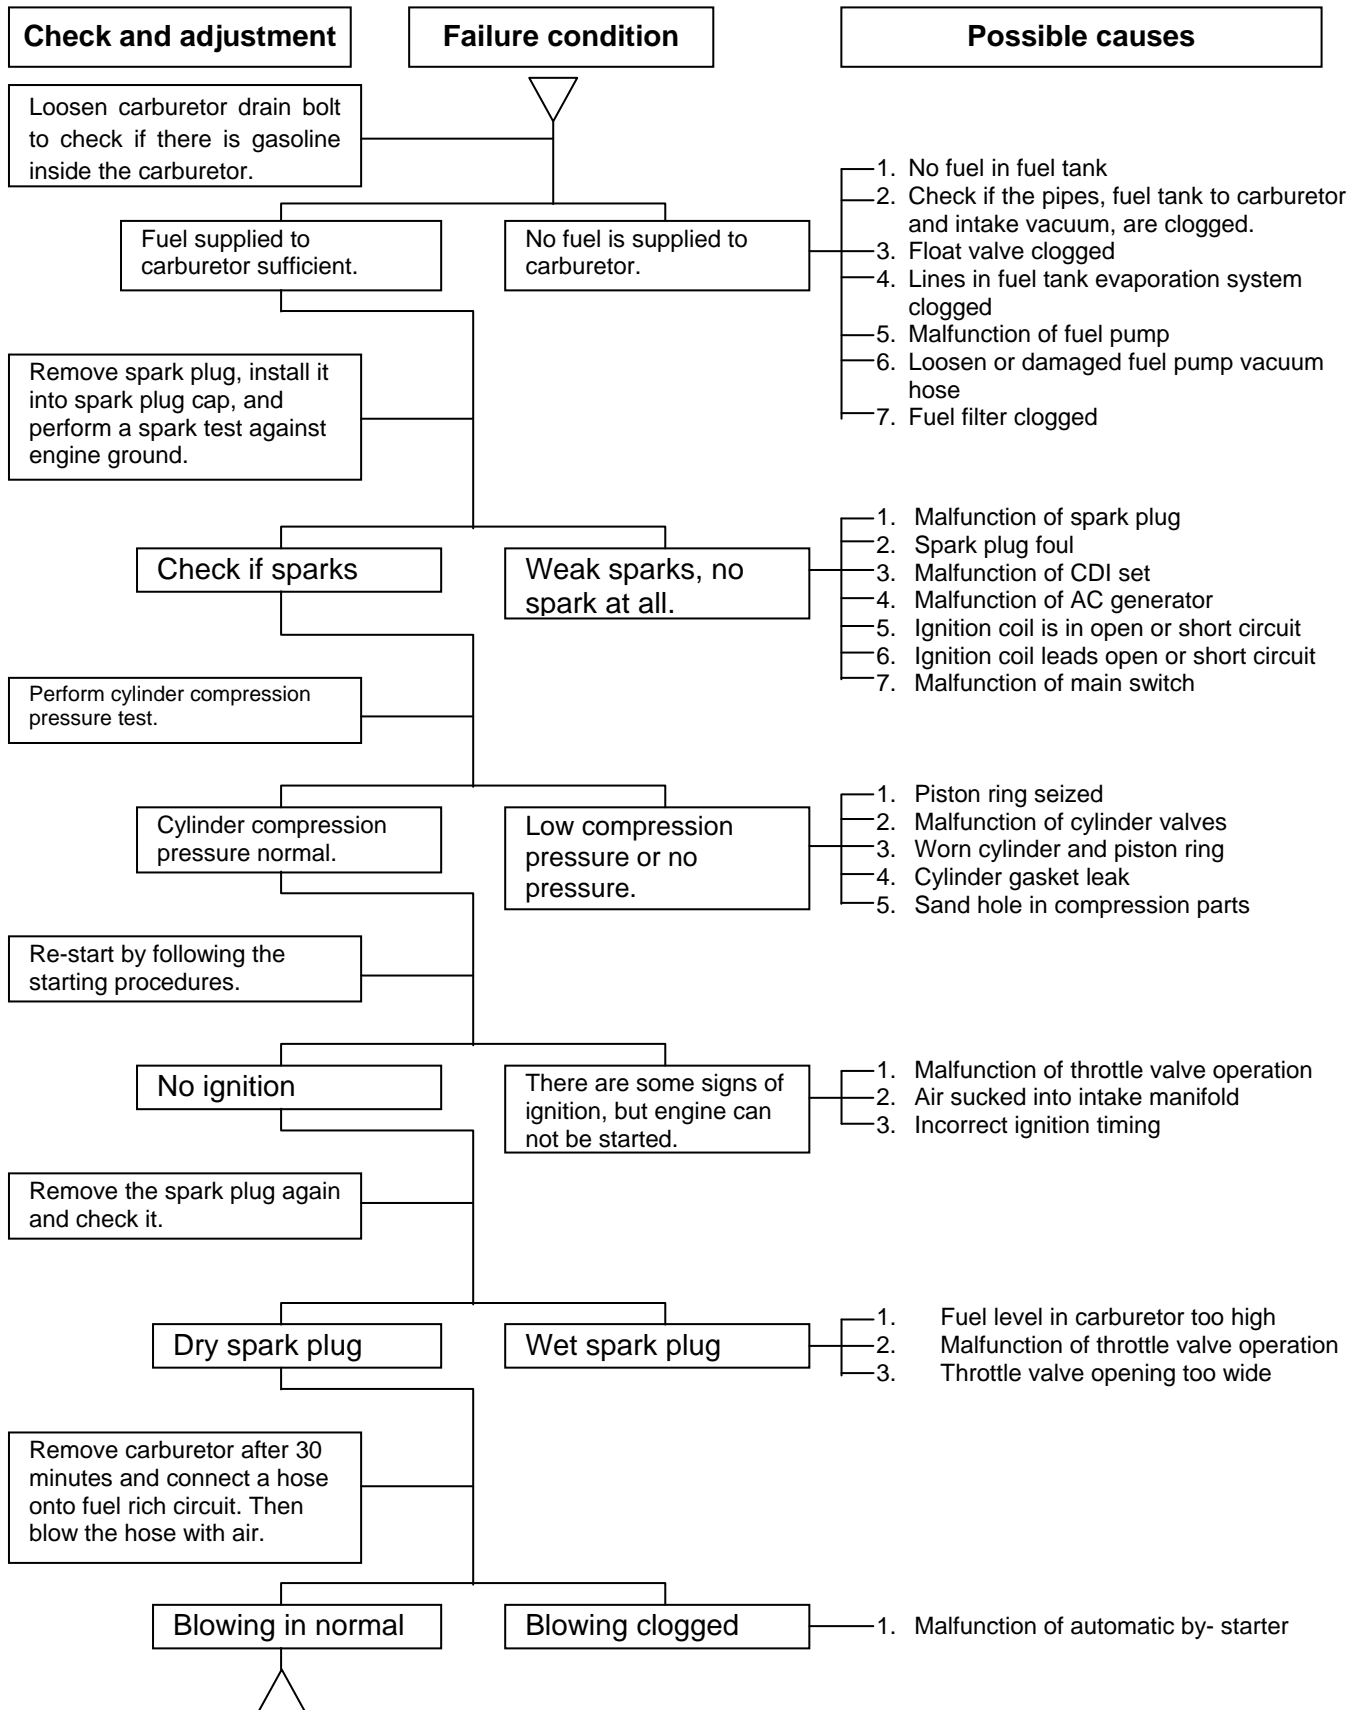 Check and adjustment
Failure condition
Possible causes
Loosen carburetor drain bolt
to check if there is gasoline
inside the carburetor.
Fuel supplied to
carburetor sufficient.
No fuel is supplied to
carburetor.
1. No fuel in fuel tank
2. Check if the pipes, fuel tank to carburetor
and intake vacuum, are clogged.
3. Float valve clogged
4. Lines in fuel tank evaporation system
clogged
5. Malfunction of fuel pump
6. Loosen or damaged fuel pump vacuum
hose
7. Fuel filter clogged
Remove spark plug, install it
into spark plug cap, and
perform a spark test against
engine ground.
Check if sparks
Weak sparks, no
spark at all.
1. Malfunction of spark plug
2. Spark plug foul
3. Malfunction of CDI set
4. Malfunction of AC generator
5. Ignition coil is in open or short circuit
6. Ignition coil leads open or short circuit
7. Malfunction of main switch
Perform cylinder compression
pressure test.
Cylinder compression
pressure normal.
Low compression
pressure or no
pressure.
1. Piston ring seized
2. Malfunction of cylinder valves
3. Worn cylinder and piston ring
4. Cylinder gasket leak
5. Sand hole in compression parts
Re-start by following the
starting procedures.
No ignition
There are some signs of
ignition, but engine can
not be started.
1. Malfunction of throttle valve operation
2. Air sucked into intake manifold
3. Incorrect ignition timing
Remove the spark plug again
and check it.
Dry spark plug
Wet spark plug
1. Fuel level in carburetor too high
2. Malfunction of throttle valve operation
3. Throttle valve opening too wide
Remove carburetor after 30
minutes and connect a hose
onto fuel rich circuit. Then
blow the hose with air.
Blowing in normal
Blowing clogged
1. Malfunction of automatic by- starter